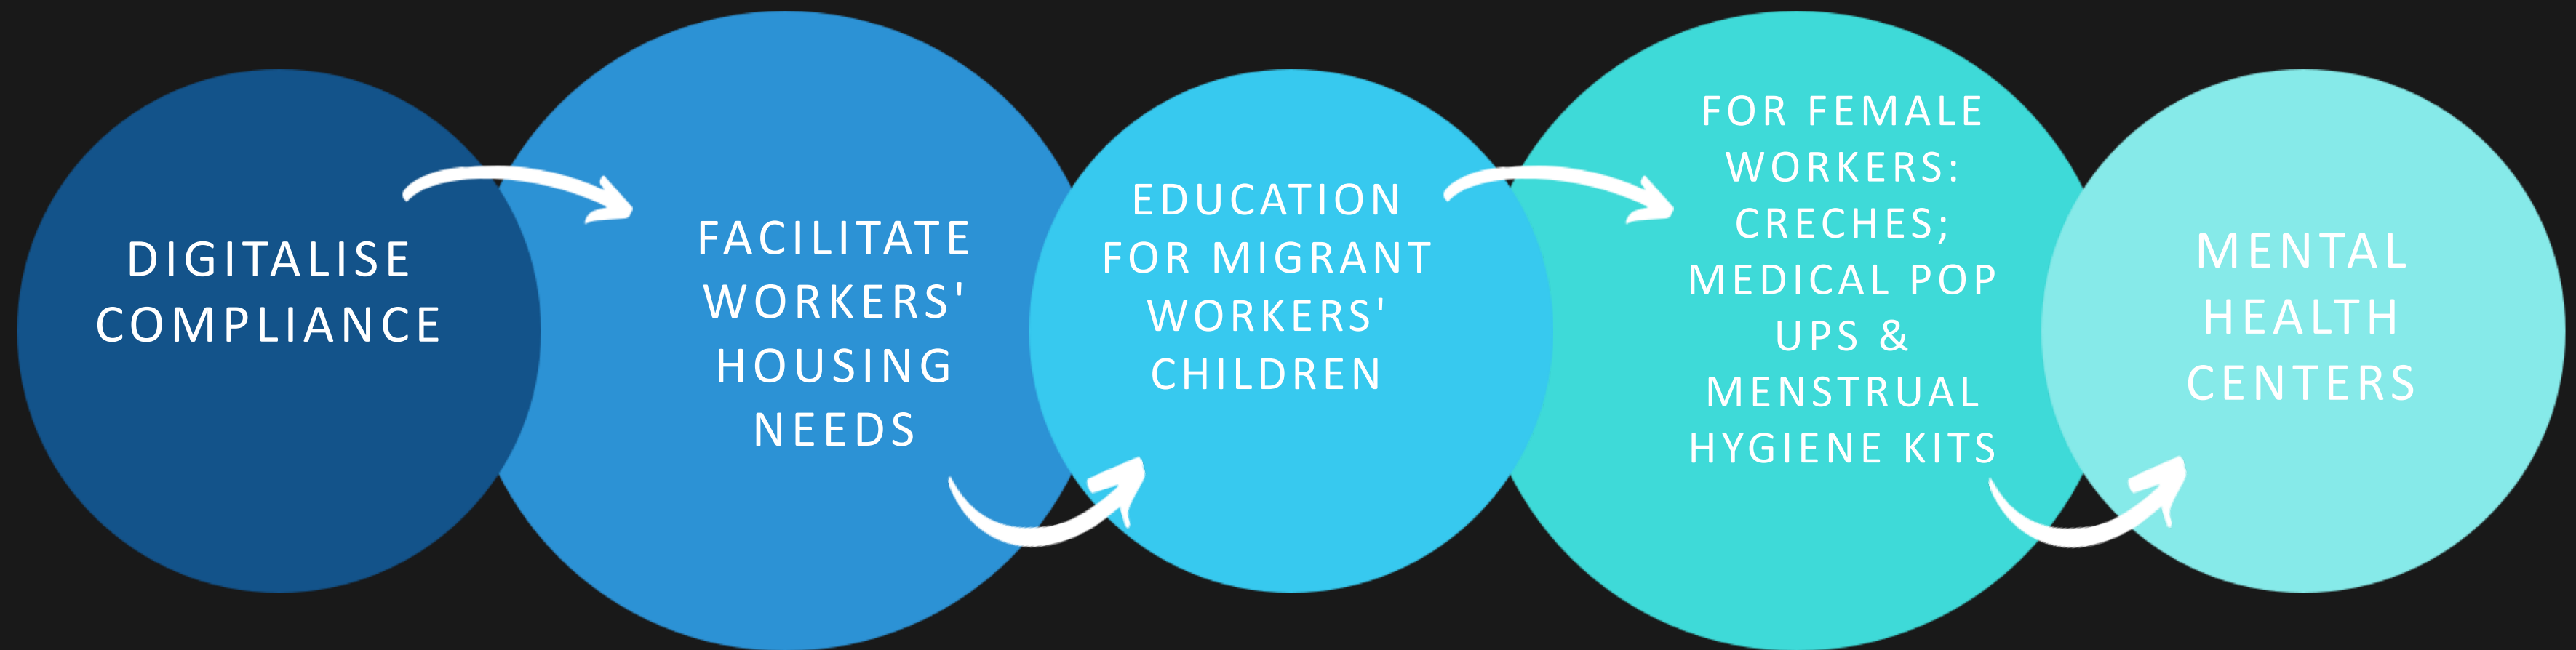 DIGITALISE
COMPLIANCE
FACILITATE
WORKERS'
HOUSING
NEEDS
EDUCATION
FOR MIGRANT
WORKERS'
CHILDREN
FOR FEMALE
WORKERS:
CRECHES;
MEDICAL POP
UPS &
MENSTRUAL
HYGIENE KITS
MENTAL
HEALTH
CENTERS